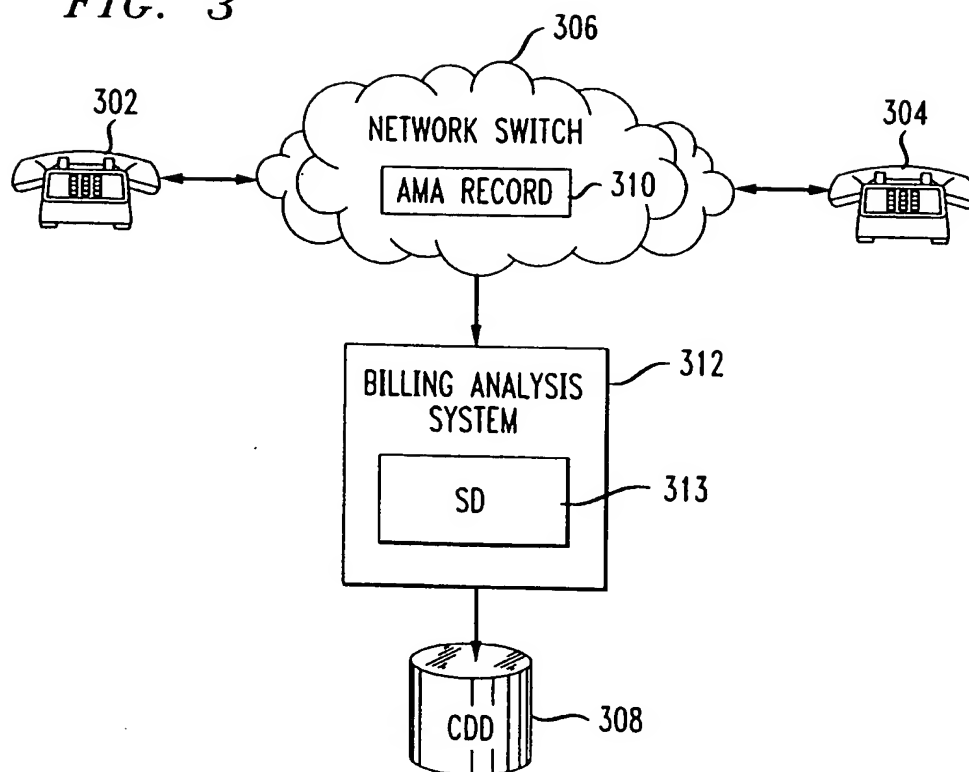 FIG. 3
306
302
304
NETWORK SWITCH
AMA RECORD
310
312
BILLING ANALYSIS
SYSTEM
SD
313
CDD
308